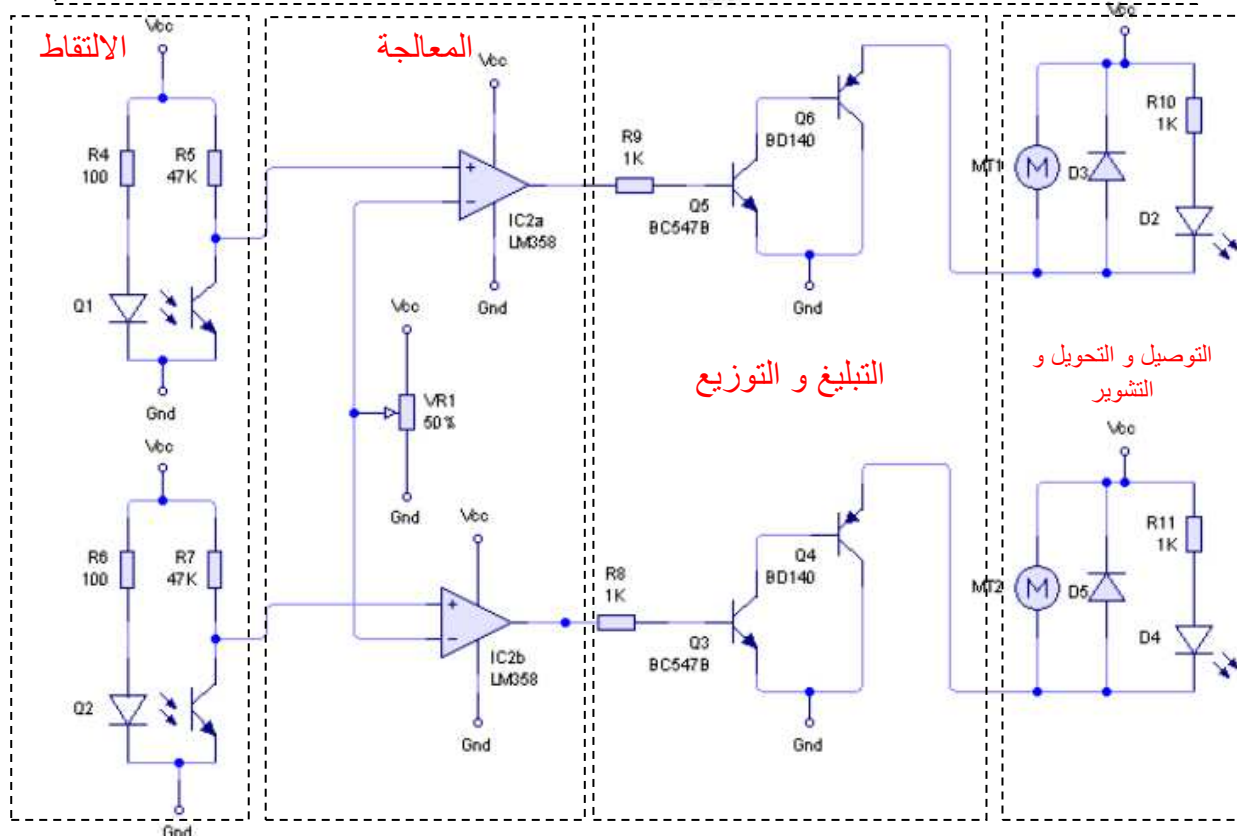 الالتقاط
المعالجة
Vcc
Vcc
Vcc
R4
100
R5
47K
Q1
Gnd
IC2a
LM358
Gnd
R9
1K
Q5
BC547B
Q6
BD140
Gnd
R10
1K
MT1
D3
D2
Vcc
VR1
50%
Gnd
التبليغ و التوزيع
التوصيل و التحويل و
التشوير
Vcc
R6
100
R7
47K
Q2
Gnd
Vcc
IC2b
LM358
Gnd
R8
1K
Q3
BC547B
Q4
BD140
Gnd
Vcc
R11
1K
MT2
D5
D4